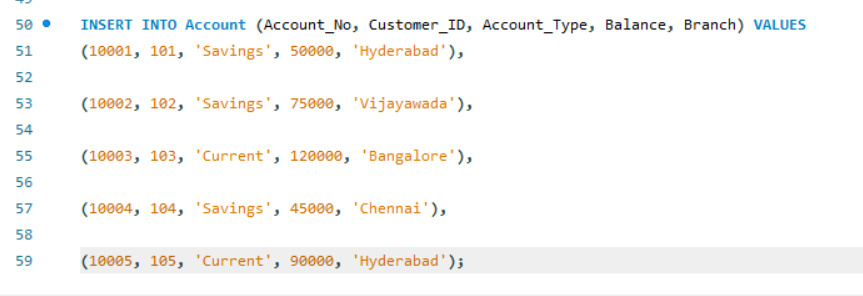 50 INSERT INTO Account (Account_No, Customer_ID, Account_Type, Balance, Branch) VALUES
51 (10001, 101, 'Savings', 50000, 'Hyderabad'),
52
53 (10002, 102, 'Savings', 75000, 'Vijayawada'),
54
55 (10003, 103, 'Current', 120000, 'Bangalore'),
56
57 (10004, 104, 'Savings', 45000, 'Chennai'),
58
59 (10005, 105, 'Current', 90000, 'Hyderabad');